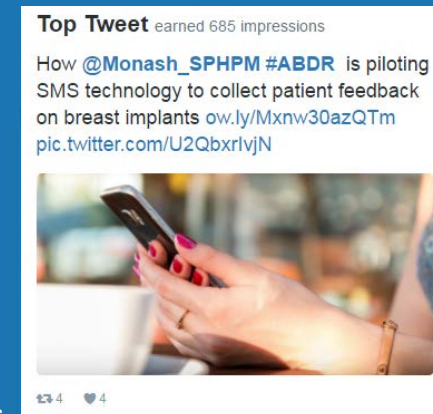 Top Tweet earned 685 impressions
How @Monash_SPHPM #ABDR is piloting
SMS technology to collect patient feedback
on breast implants ow.ly/Mxnw30azQTm
pic.twitter.com/U2QbxrIvjN
4 4